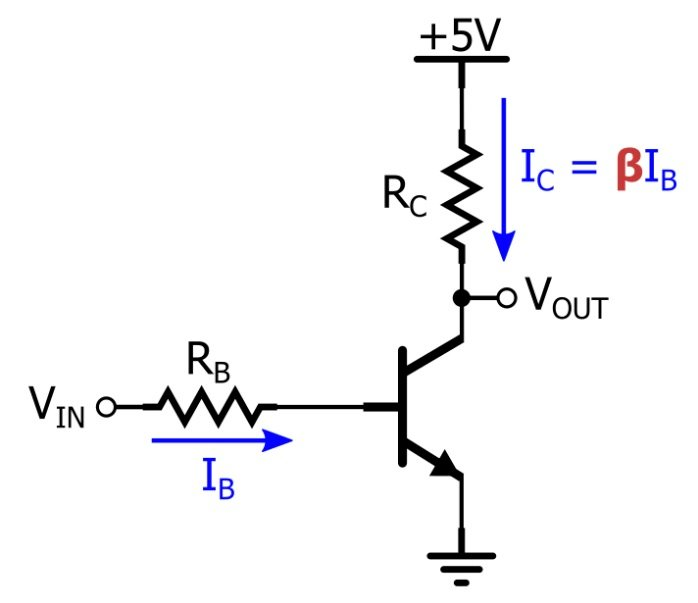 +5V
I_C = βI_B
R_C
V_OUT
R_B
V_IN
I_B